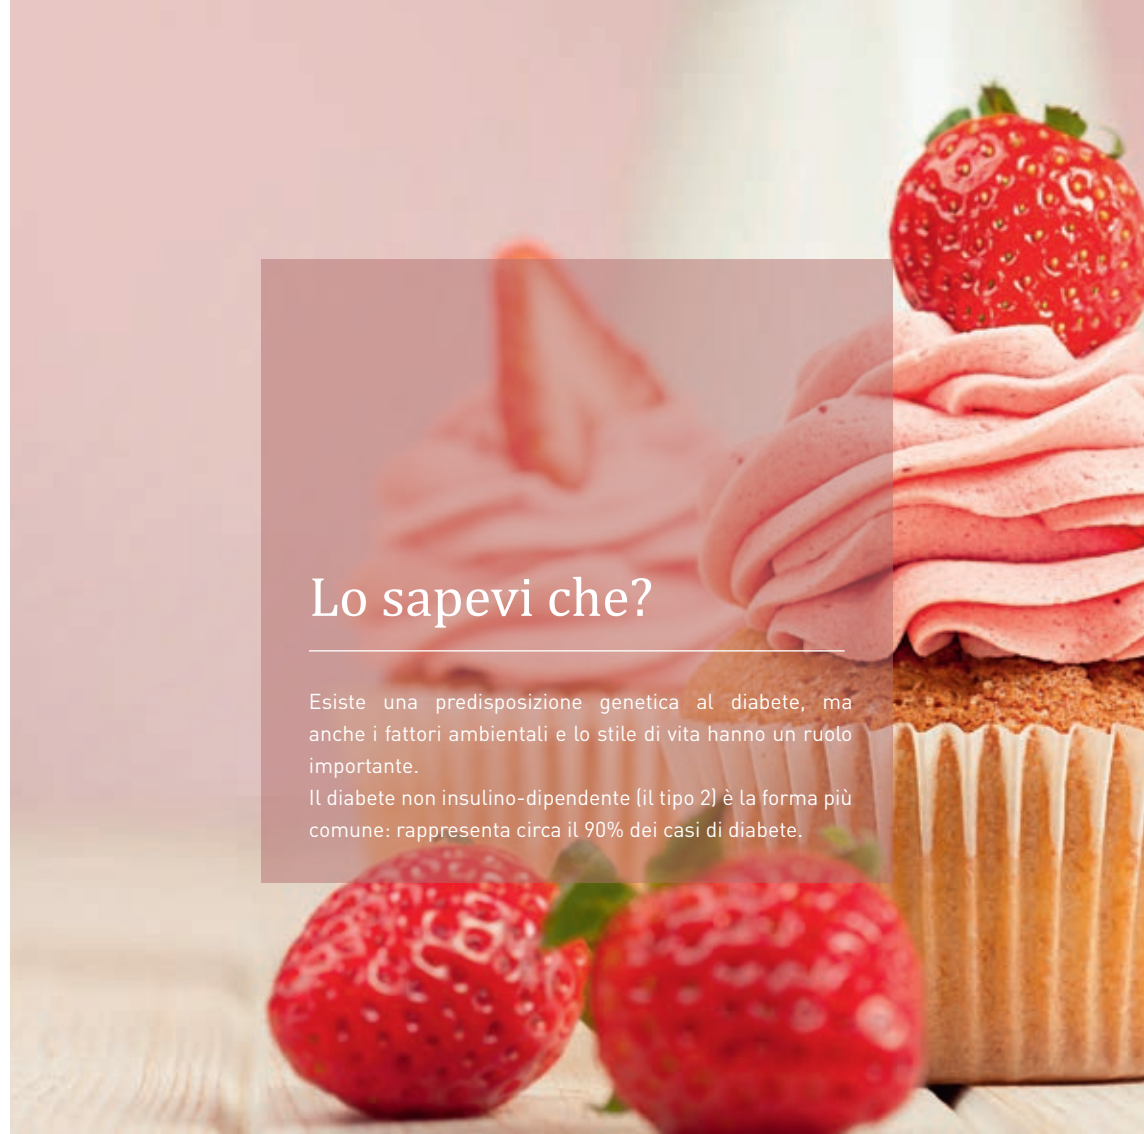 Lo sapevi che?
Esiste una predisposizione genetica al diabete, ma
anche i fattori ambientali e lo stile di vita hanno un ruolo
importante.
Il diabete non insulino-dipendente (il tipo 2) è la forma più
comune: rappresenta circa il 90% dei casi di diabete.